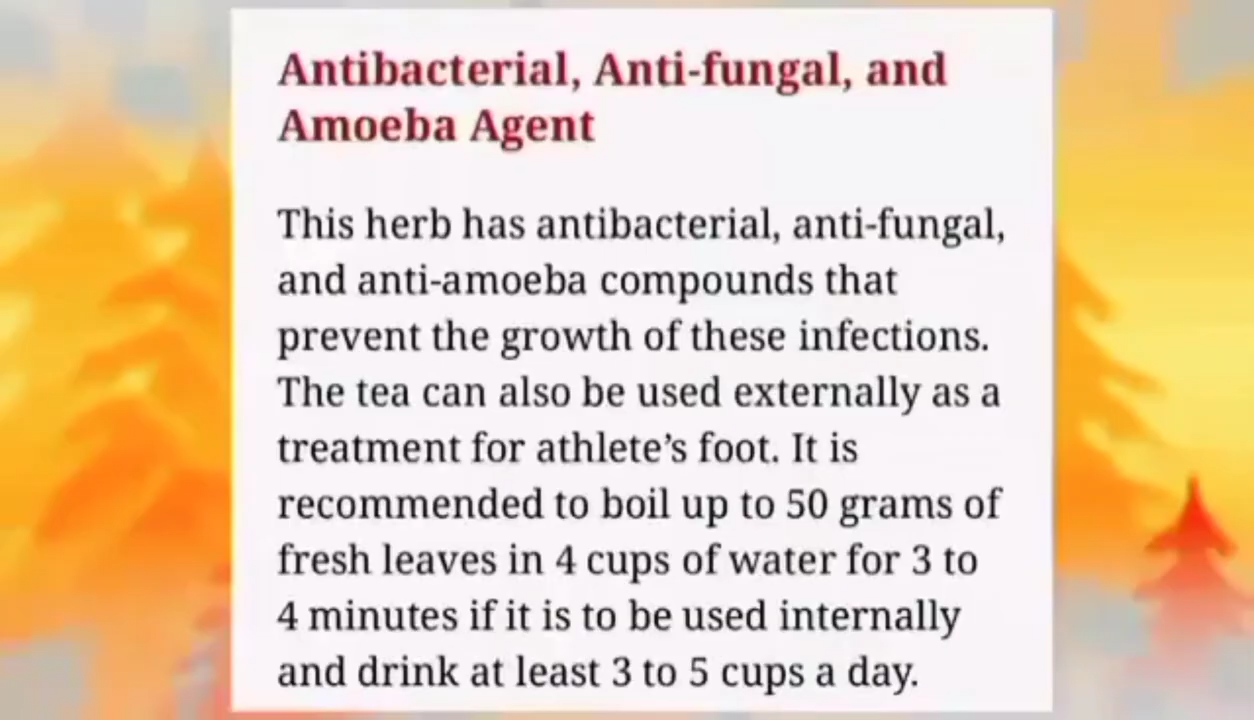 Antibacterial, Anti-fungal, and
Amoeba Agent
This herb has antibacterial, anti-fungal,
and anti-amoeba compounds that
prevent the growth of these infections.
The tea can also be used externally as a
treatment for athlete’s foot. It is
recommended to boil up to 50 grams of
fresh leaves in 4 cups of water for 3 to
4 minutes if it is to be used internally
and drink at least 3 to 5 cups a day.